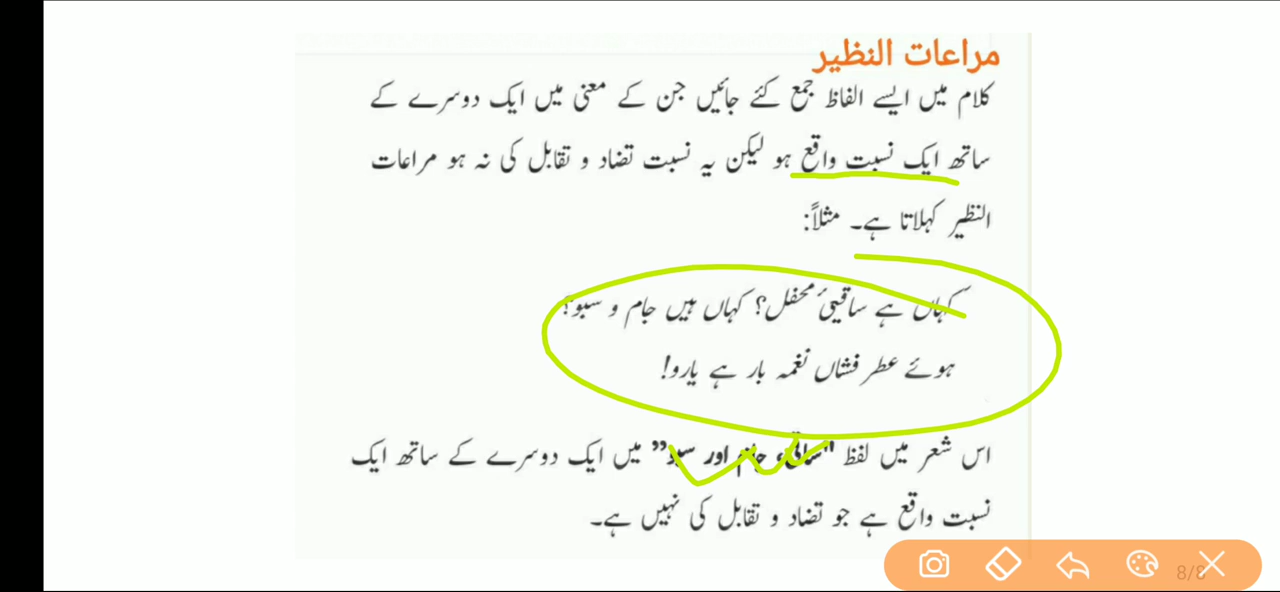 مراعات النظیر
کلام میں ایسے الفاظ جمع کئے جائیں جن کے معنی میں ایک دوسرے کے
ساتھ ایک نسبت واقع ہو لیکن یہ نسبت تضاد و تقابل کی نہ ہو مراعات
النظیر کہلاتا ہے۔ مثلاً:
کہاں ہے ساقیٔ محفل؟ کہاں ہیں جام و سبو؟
ہوئے عطر فشاں نغمہ بار ہے یارو!
اس شعر میں لفظ "ساقی، جام اور سبو" میں ایک دوسرے کے ساتھ ایک
نسبت واقع ہے جو تضاد و تقابل کی نہیں ہے۔
8/8